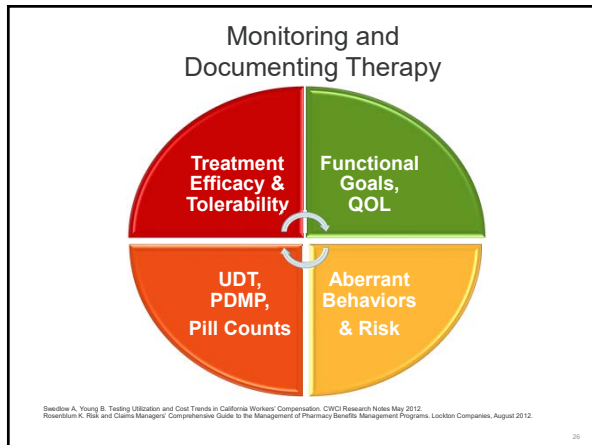 Monitoring and
Documenting Therapy
Treatment
Efficacy &
Tolerability
Functional
Goals,
QOL
UDT,
PDMP,
Pill Counts
Aberrant
Behaviors
& Risk
Swedlow A, Young B. Testing Utilization and Cost Trends in California Workers' Compensation. CWCI Research Notes May 2012.
Rosenblum K. Risk and Claims Managers' Comprehensive Guide to the Management of Pharmacy Benefits Management Programs. Lockton Companies, August 2012.
26